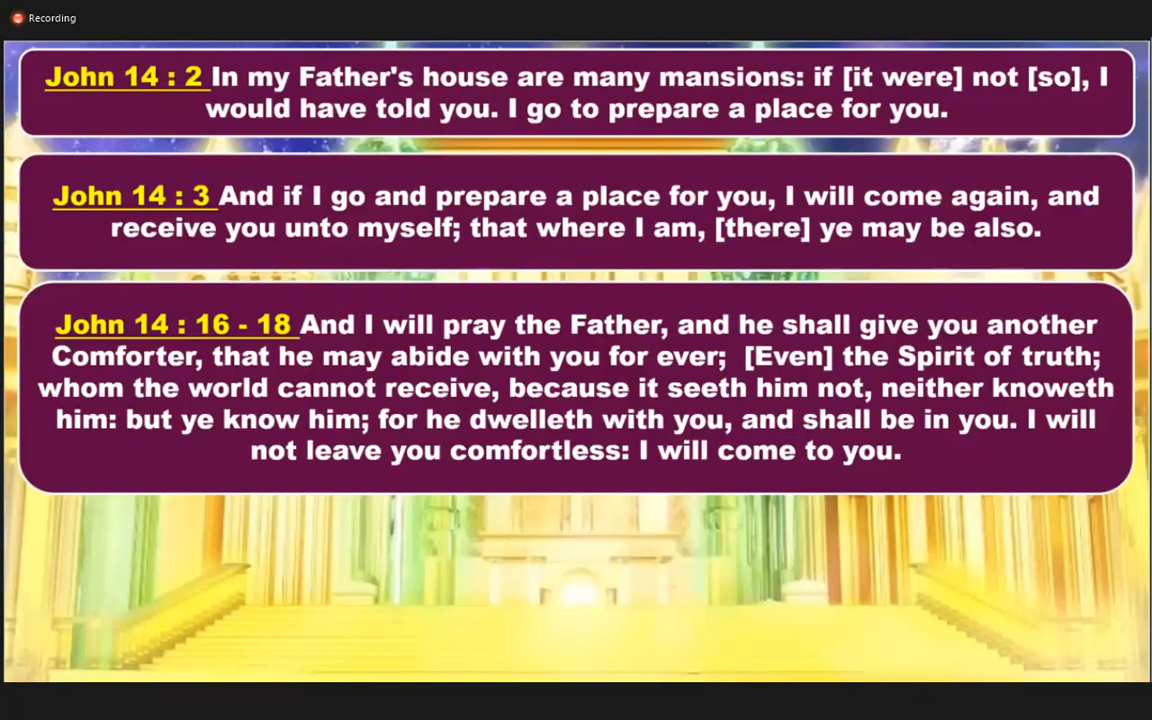 Recording
John 14 : 2 In my Father's house are many mansions: if [it were] not [so], I
would have told you. I go to prepare a place for you.
John 14 : 3 And if I go and prepare a place for you, I will come again, and
receive you unto myself; that where I am, [there] ye may be also.
John 14 : 16 - 18 And I will pray the Father, and he shall give you another
Comforter, that he may abide with you for ever; [Even] the Spirit of truth;
whom the world cannot receive, because it seeth him not, neither knoweth
him: but ye know him; for he dwelleth with you, and shall be in you. I will
not leave you comfortless: I will come to you.